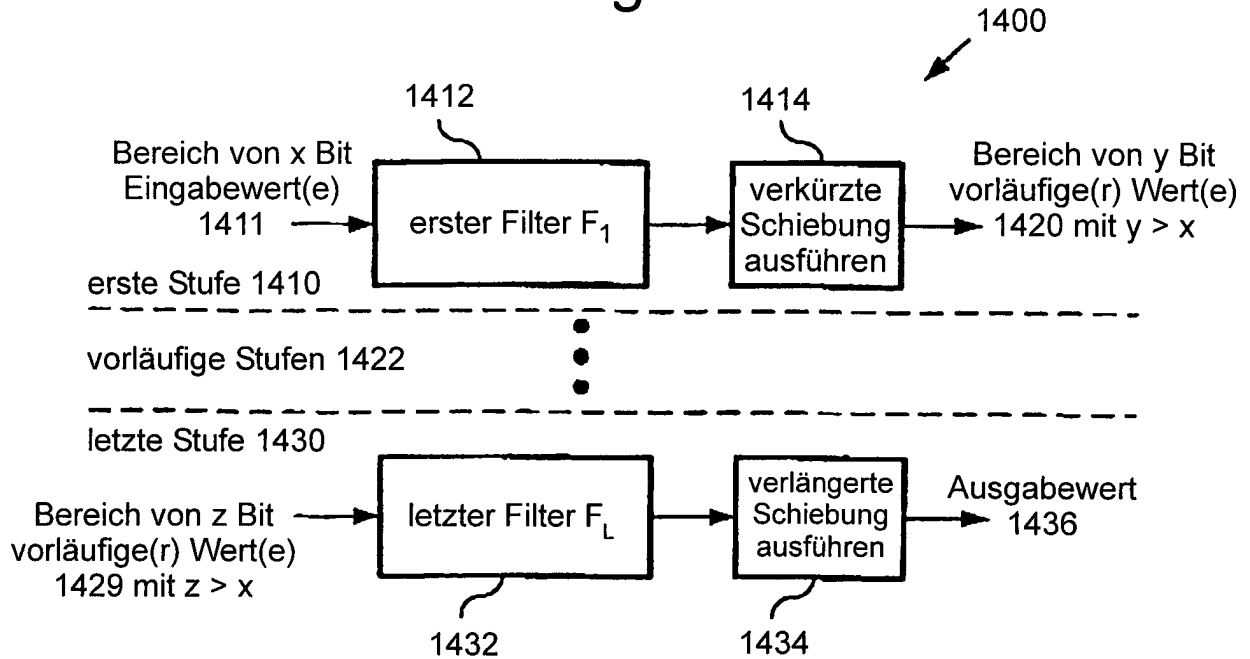 g
1400
1412
1414
Bereich von x Bit
Eingabewert(e)
1411
erster Filter F1
verkürzte
Schiebung
ausführen
Bereich von y Bit
vorläufige(r) Wert(e)
1420 mit y > x
erste Stufe 1410
vorläufige Stufen 1422
letzte Stufe 1430
Bereich von z Bit
vorläufige(r) Wert(e)
1429 mit z > x
letzter Filter FL
verlängerte
Schiebung
ausführen
Ausgabewert
1436
1432
1434